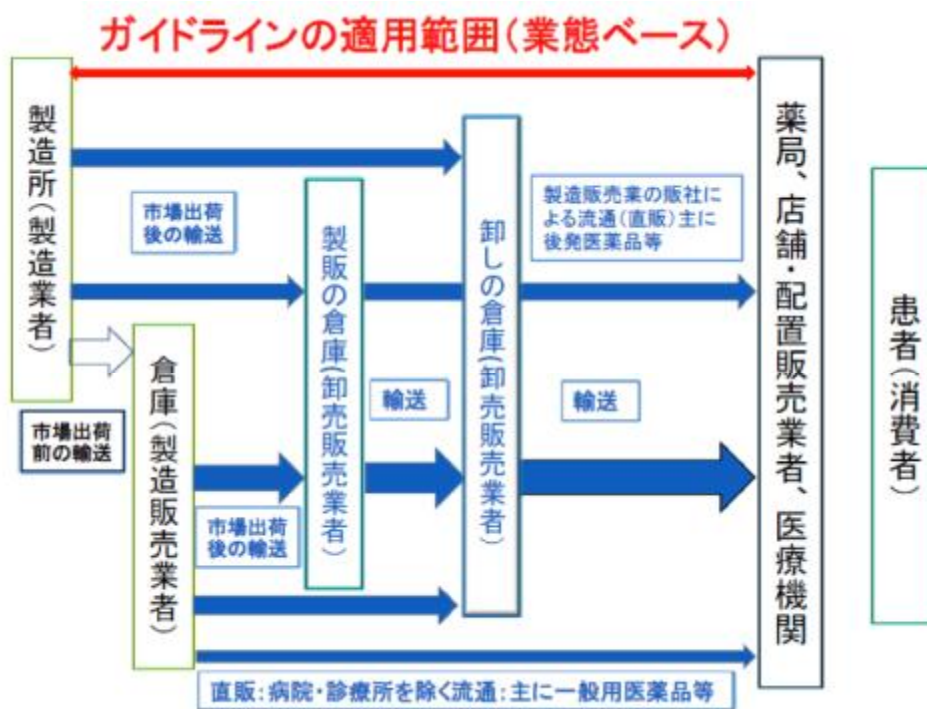 ガイドラインの適用範囲(業態ベース)
製造所(製造業者)
市場出荷
後の輸送
市場出荷
前の輸送
倉庫(製造販売業者)
市場出荷
後の輸送
製販の倉庫(卸売販売業者)
輸送
卸しの倉庫(卸売販売業者)
製造販売業の販社に
よる流通(直販)主に
後発医薬品等
輸送
直販:病院・診療所を除く流通:主に一般用医薬品等
薬局、店舗・配置販売業者、医療機関
患者(消費者)